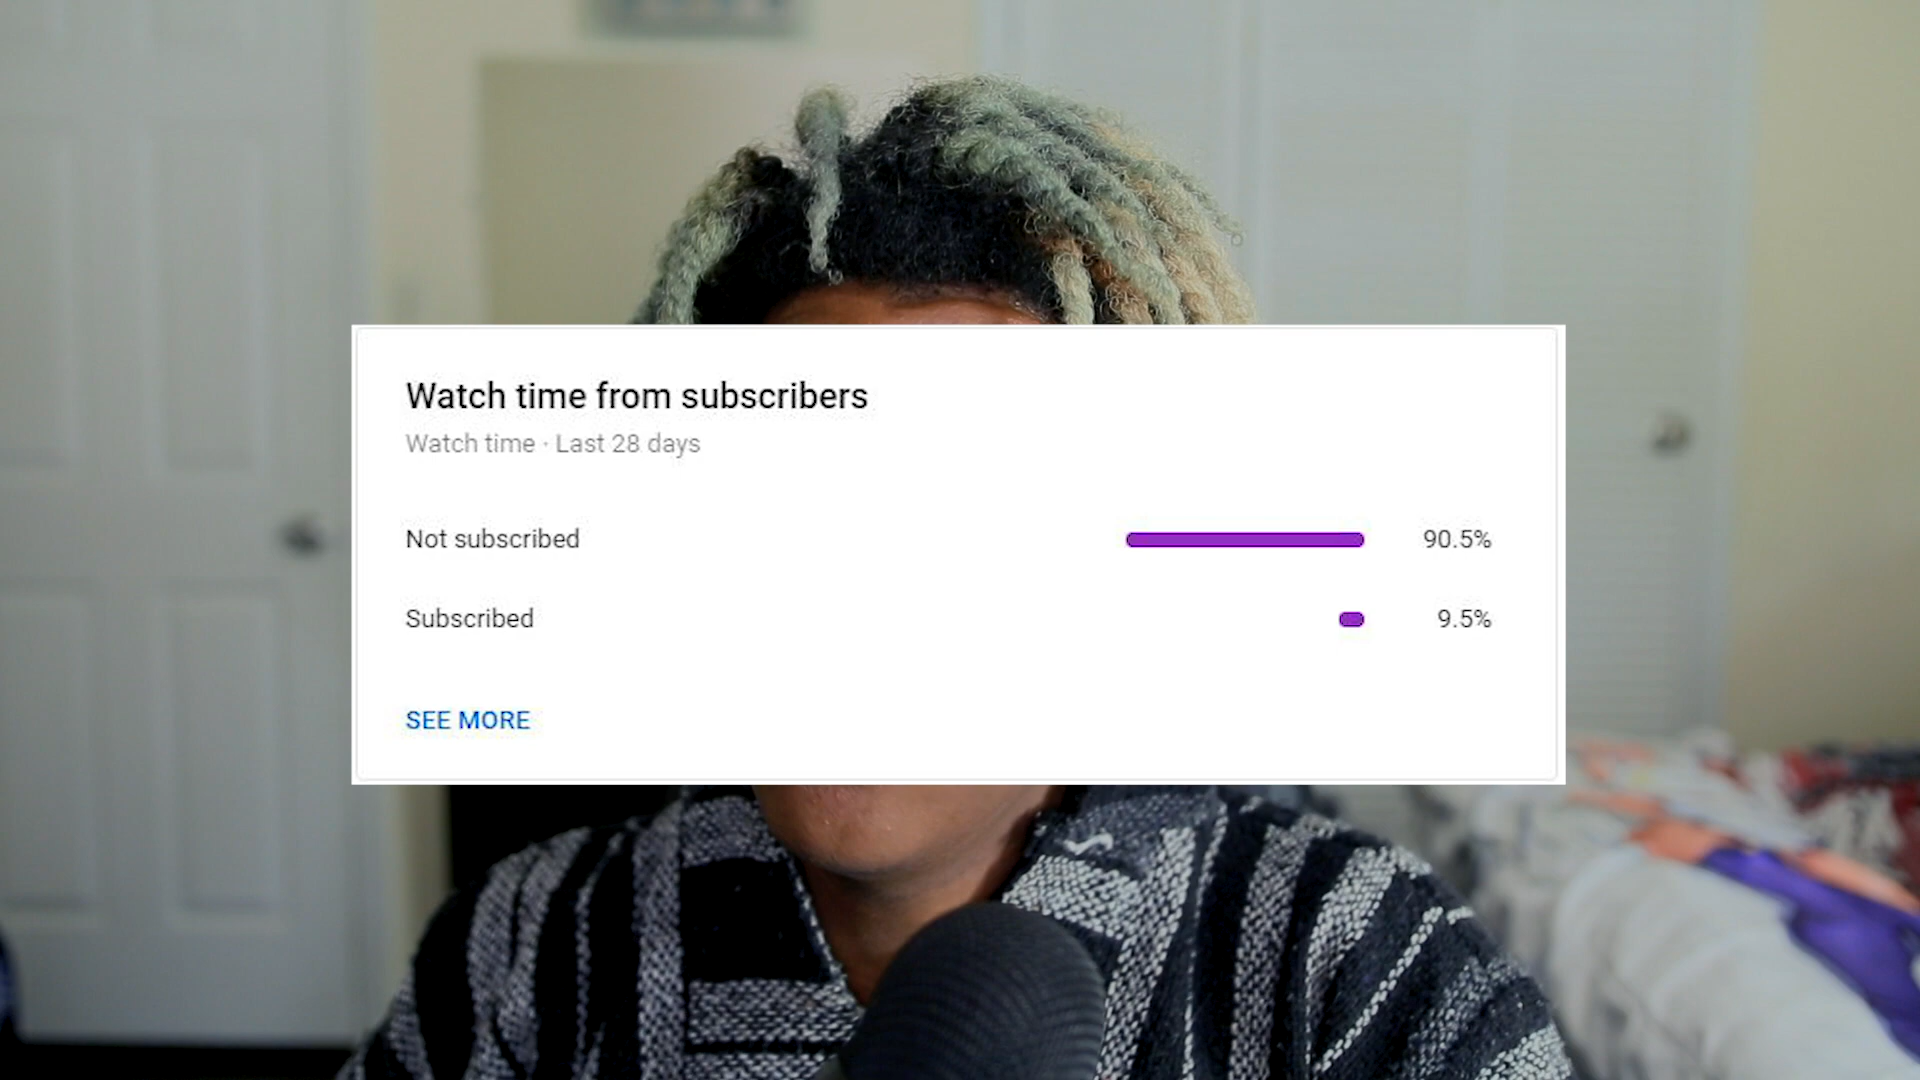 Watch time from subscribers
Watch time · Last 28 days
Not subscribed 90.5%
Subscribed 9.5%
SEE MORE